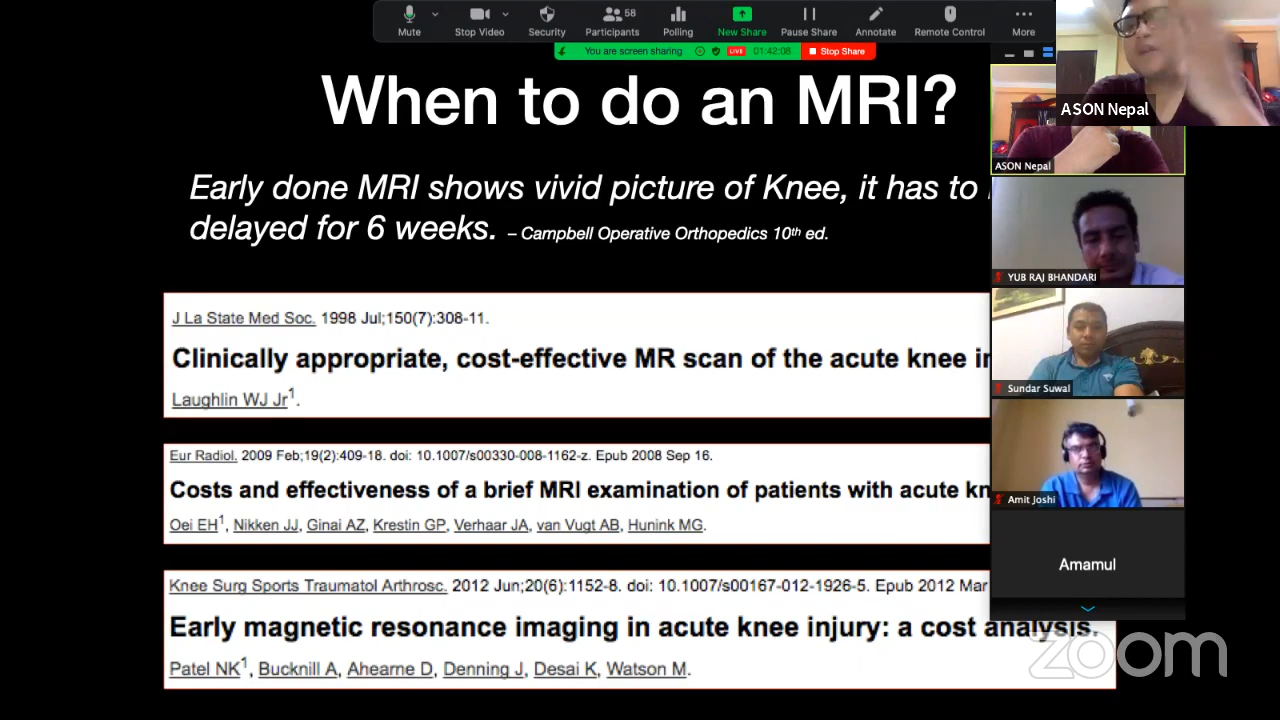 Mute
Stop Video
Security
Participants
58
Polling
New Share
Pause Share
Annotate
Remote Control
More
You are screen sharing
LIVE
01:42:08
Stop Share
When to do an MRI?
Early done MRI shows vivid picture of Knee, it has to
delayed for 6 weeks. – Campbell Operative Orthopedics 10th ed.
J La State Med Soc. 1998 Jul;150(7):308-11.
Clinically appropriate, cost-effective MR scan of the acute knee
Laughlin WJ Jr1.
Eur Radiol. 2009 Feb;19(2):409-18. doi: 10.1007/s00330-008-1162-z. Epub 2008 Sep 16.
Costs and effectiveness of a brief MRI examination of patients with acute
Oei EH1, Nikken JJ, Ginai AZ, Krestin GP, Verhaar JA, van Vugt AB, Hunink MG.
Knee Surg Sports Traumatol Arthrosc. 2012 Jun;20(6):1152-8. doi: 10.1007/s00167-012-1926-5. Epub 2012 Mar
Early magnetic resonance imaging in acute knee injury: a cost analysis.
Patel NK1, Bucknill A, Ahearne D, Denning J, Desai K, Watson M.
ASON Nepal
ASON Nepal
YUB RAJ BHANDARI
Sundar Suwal
Amit Joshi
Amamul
zoom